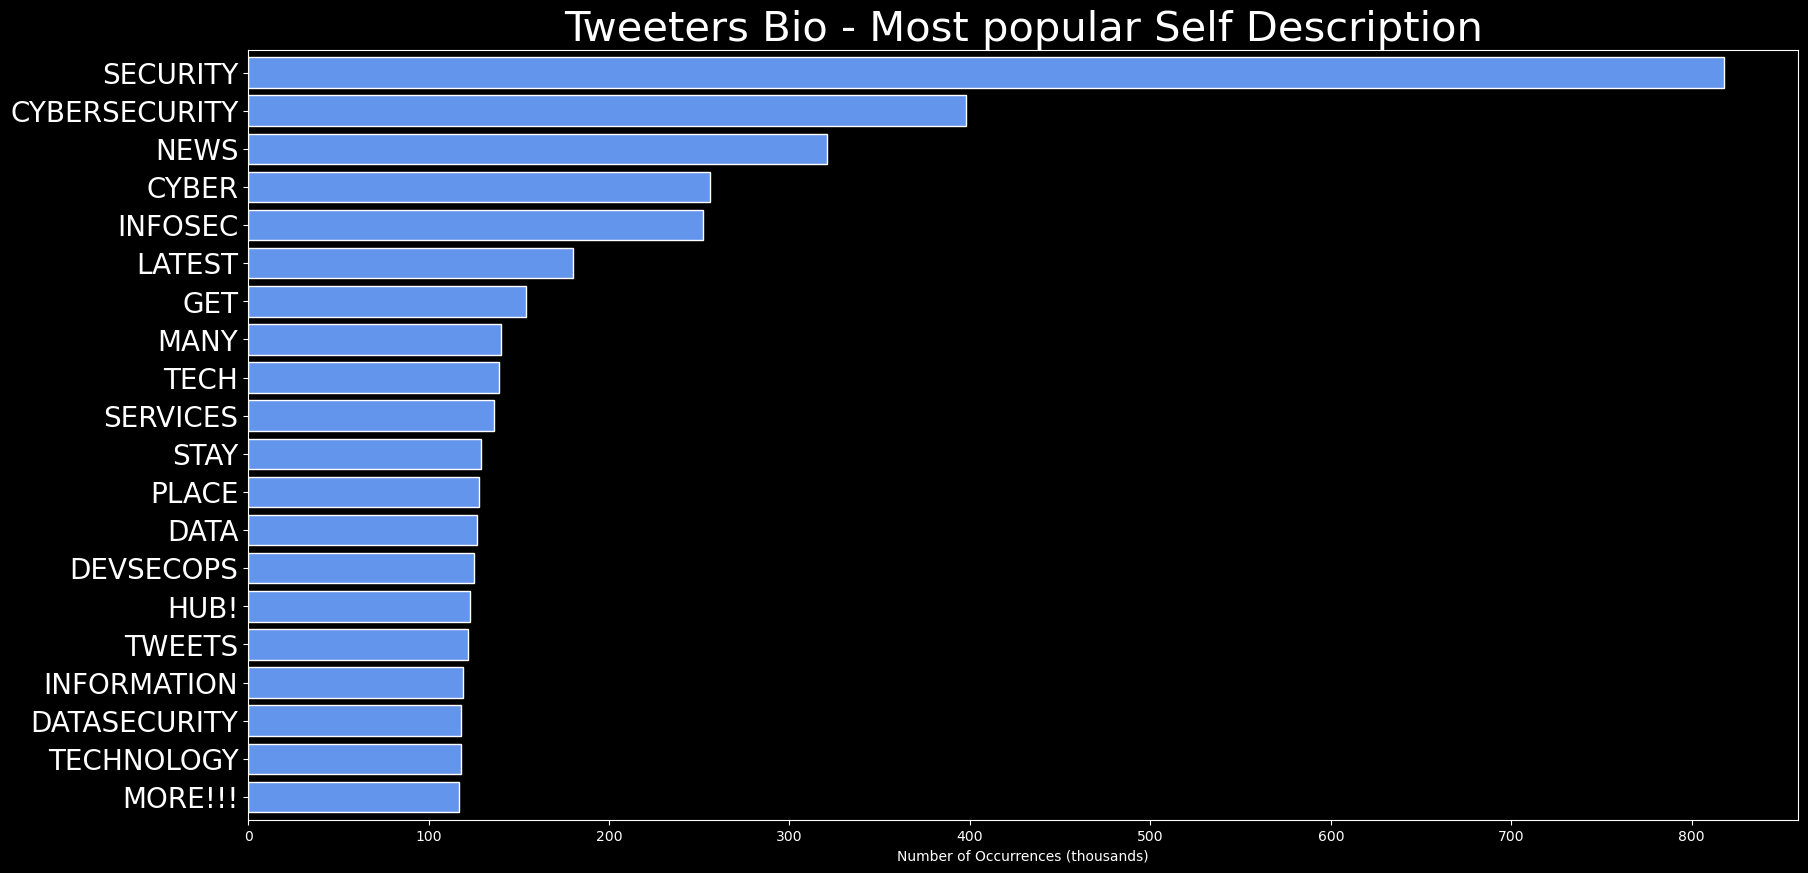 Tweeters Bio - Most popular Self Description
SECURITY
CYBERSECURITY
NEWS
CYBER
INFOSEC
LATEST
GET
MANY
TECH
SERVICES
STAY
PLACE
DATA
DEVSECOPS
HUB!
TWEETS
INFORMATION
DATASECURITY
TECHNOLOGY
MORE!!!
0 100 200 300 400 500 600 700 800
Number of Occurrences (thousands)